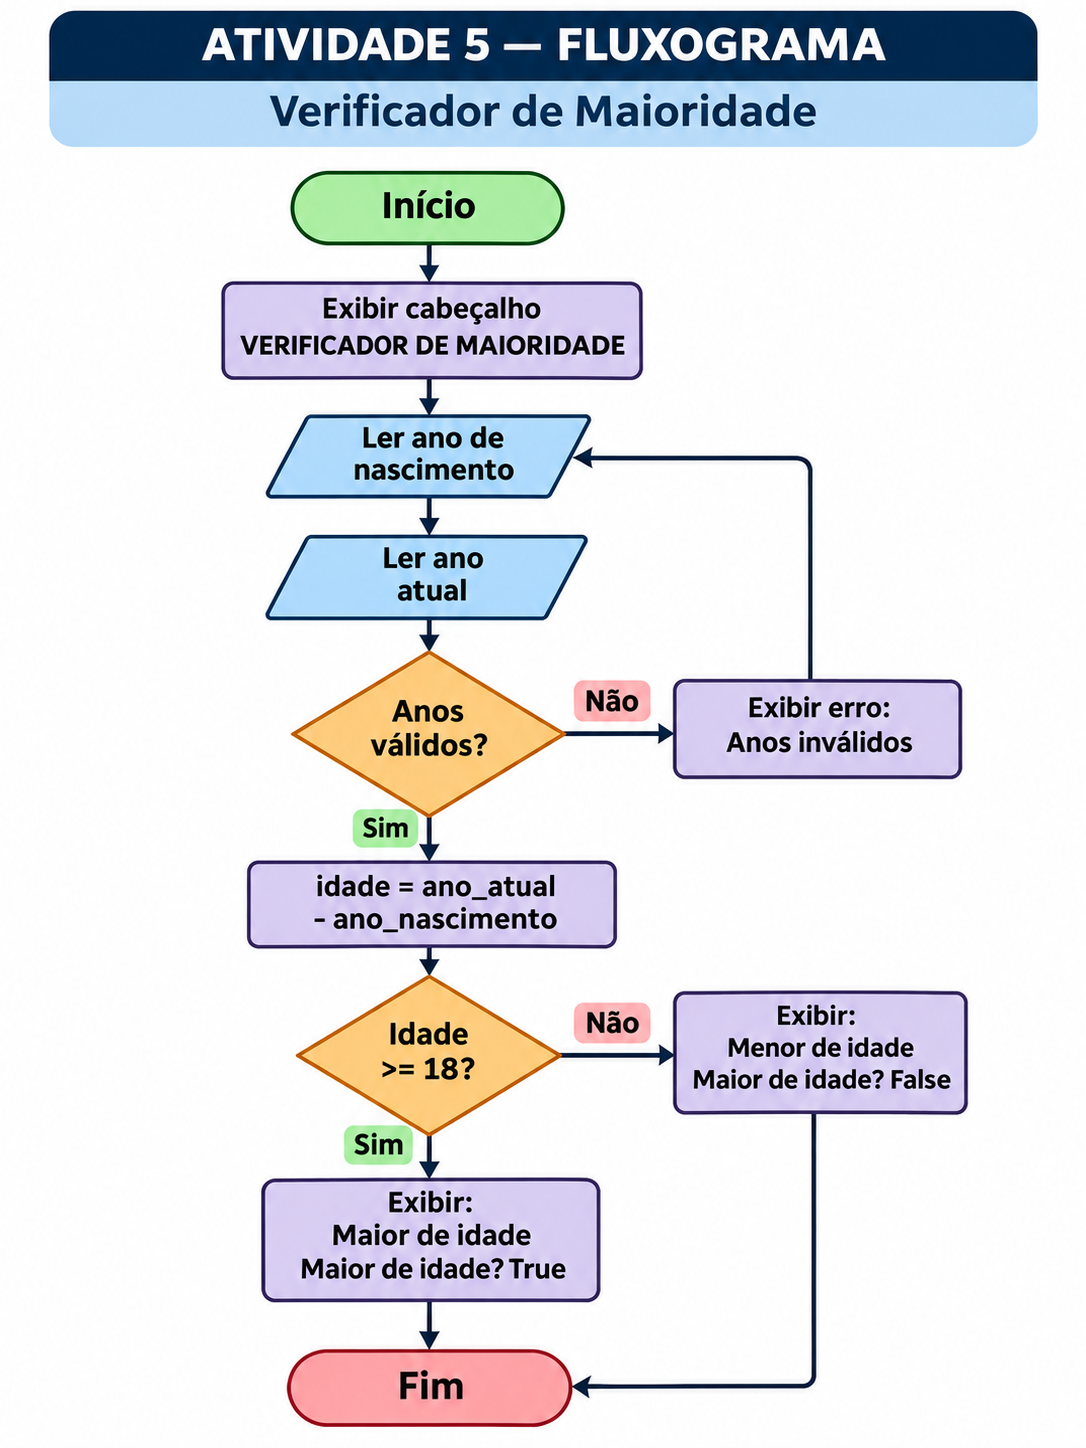 ATIVIDADE 5 — FLUXOGRAMA
Verificador de Maioridade
Início
Exibir cabeçalho
VERIFICADOR DE MAIORIDADE
Ler ano de
nascimento
Ler ano
atual
Anos
válidos?
Não
Exibir erro:
Anos inválidos
Sim
idade = ano_atual
- ano_nascimento
Idade
>= 18?
Não
Exibir:
Menor de idade
Maior de idade? False
Sim
Exibir:
Maior de idade
Maior de idade? True
Fim